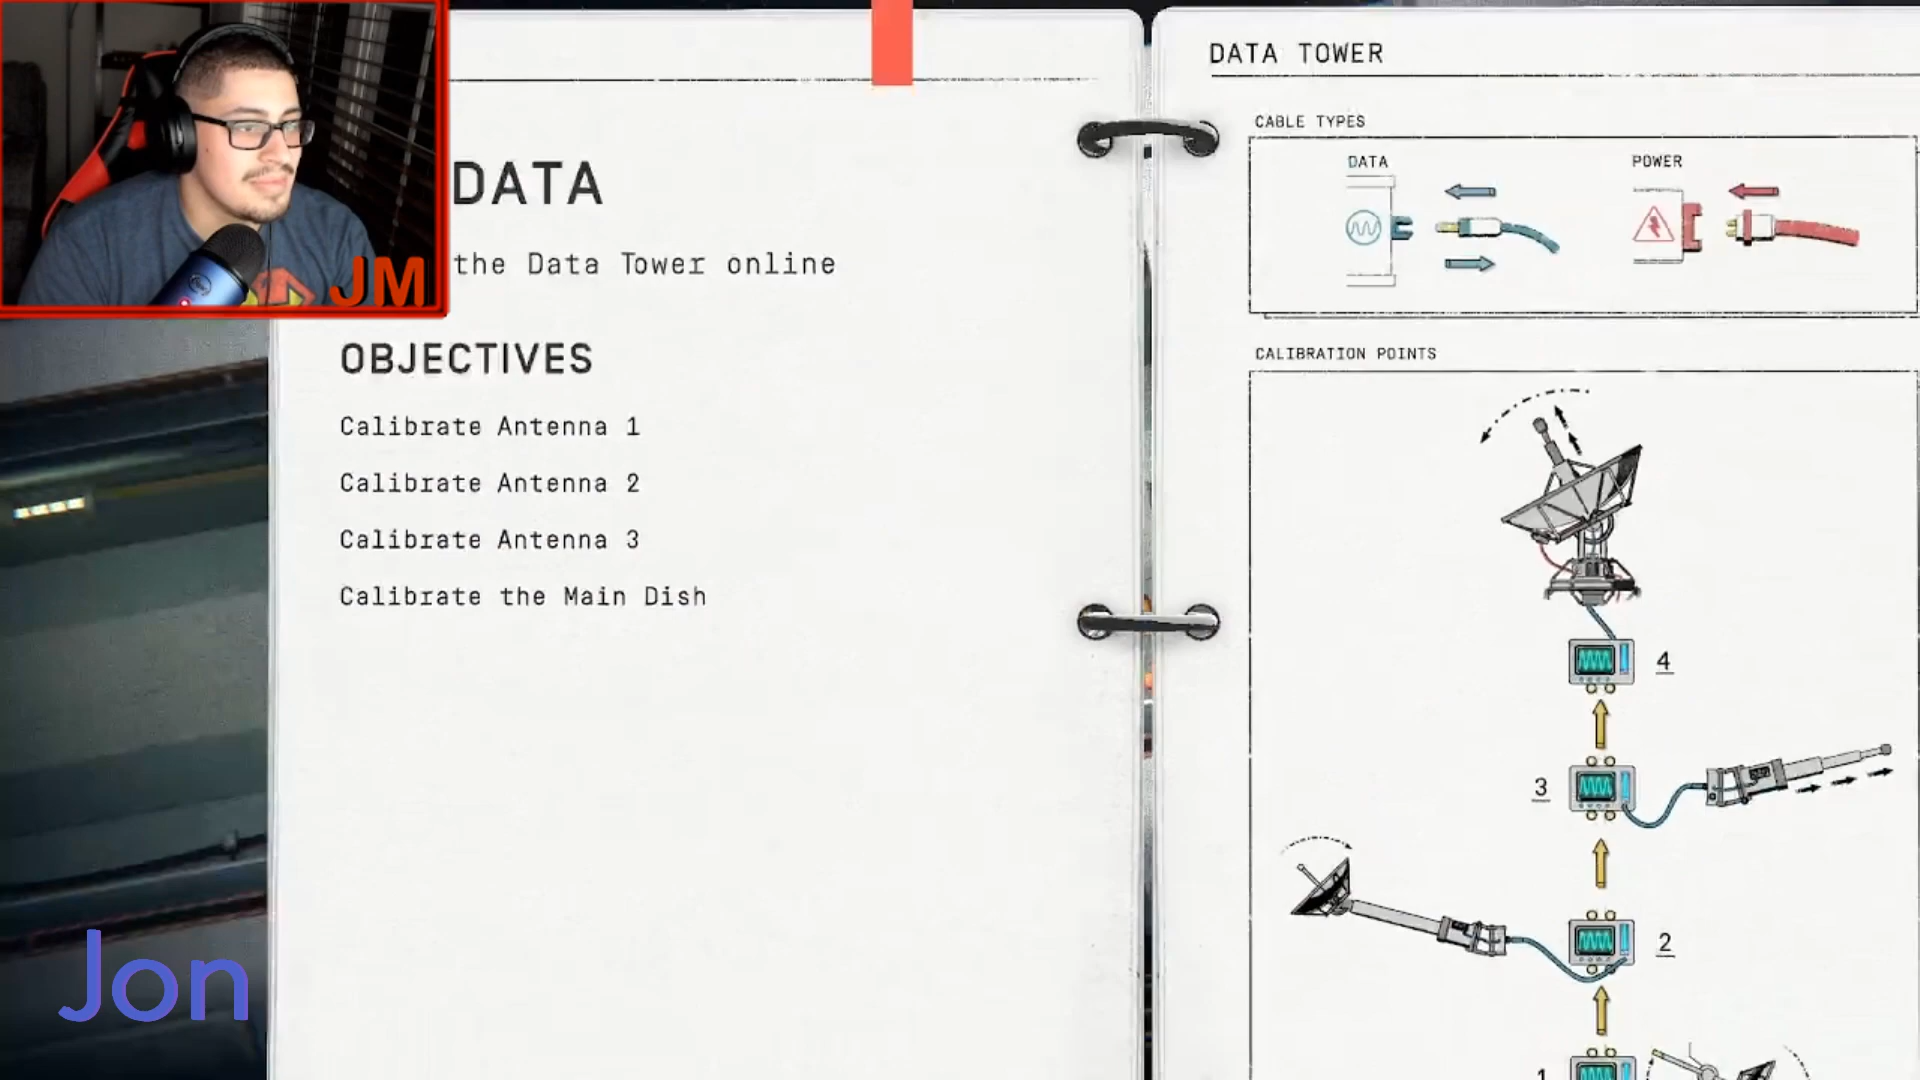 JM
DATA
the Data Tower online
OBJECTIVES
Calibrate Antenna 1
Calibrate Antenna 2
Calibrate Antenna 3
Calibrate the Main Dish
Jon
DATA TOWER
CABLE TYPES
DATA
POWER
CALIBRATION POINTS
4
3
2
1